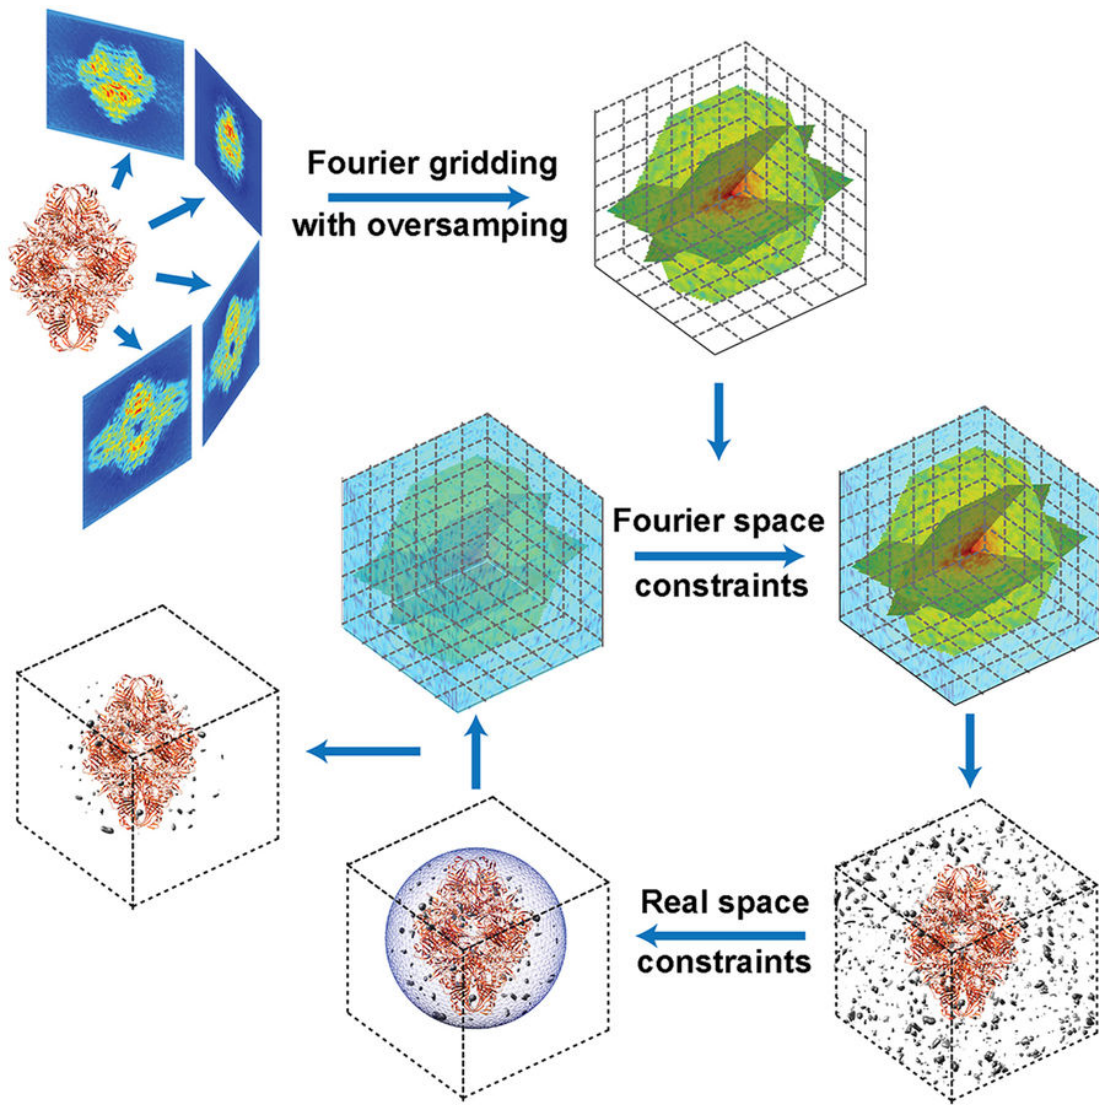 Fourier gridding
with oversamping
Fourier space
constraints
Real space
constraints